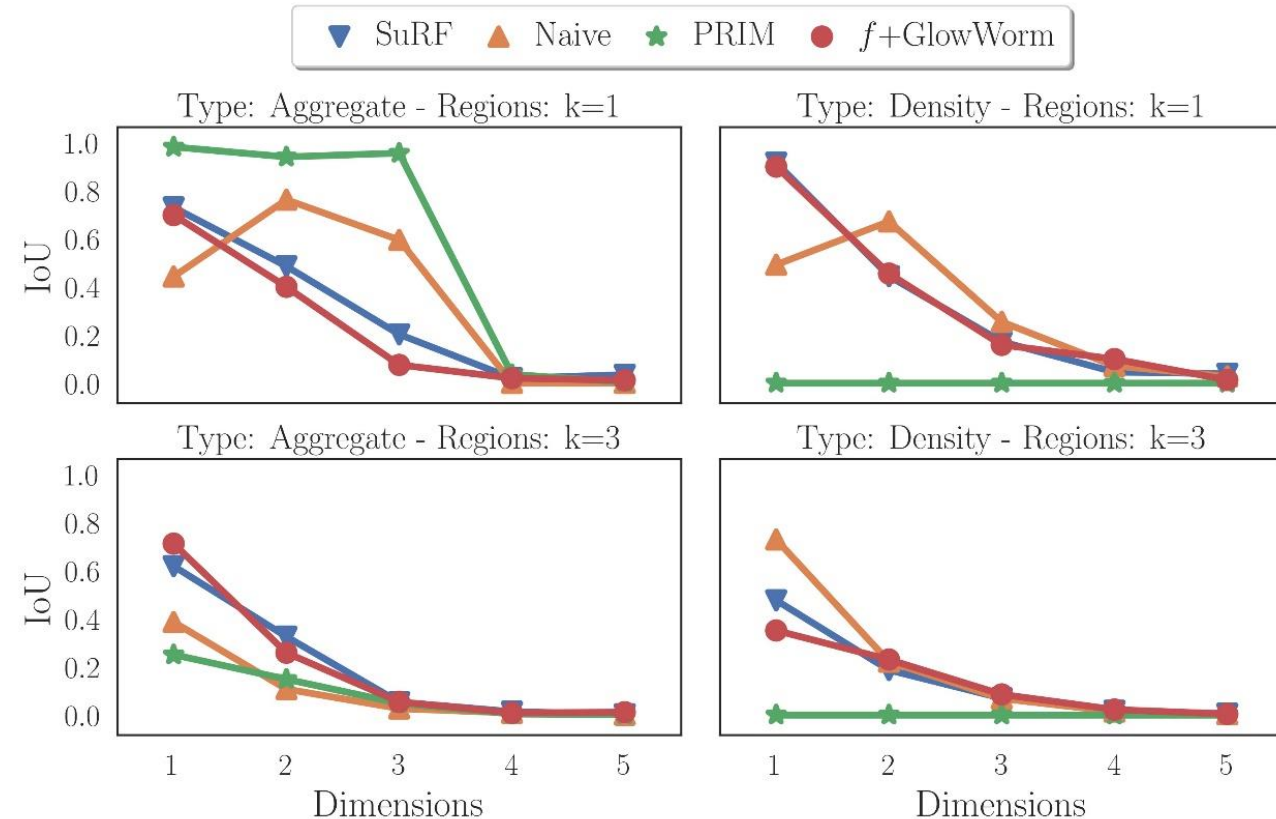 SuRF Naive PRIM f+GlowWorm
Type: Aggregate - Regions: k=1
Type: Density - Regions: k=1
IoU
1.0
0.8
0.6
0.4
0.2
0.0
Type: Aggregate - Regions: k=3
Type: Density - Regions: k=3
IoU
1.0
0.8
0.6
0.4
0.2
0.0
1 2 3 4 5
1 2 3 4 5
Dimensions
Dimensions